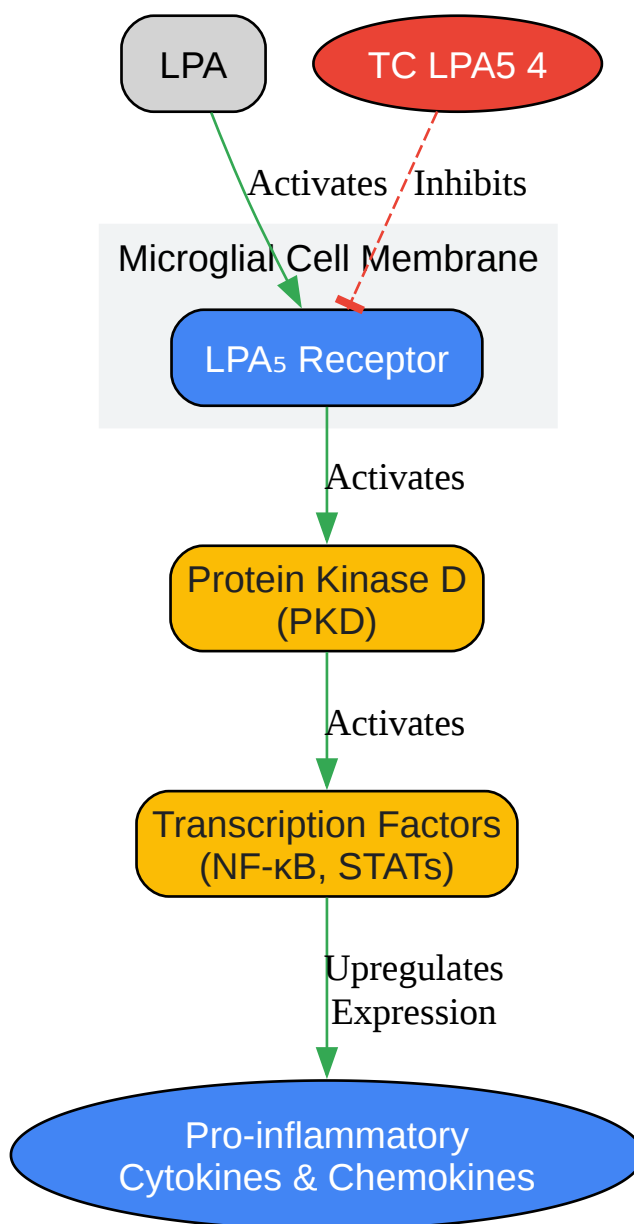 LPA
TC LPA5 4
Activates
Inhibits
Microglial Cell Membrane
LPA₅ Receptor
Activates
Protein Kinase D
(PKD)
Activates
Transcription Factors
(NF-κB, STATs)
Upregulates
Expression
Pro-inflammatory
Cytokines & Chemokines